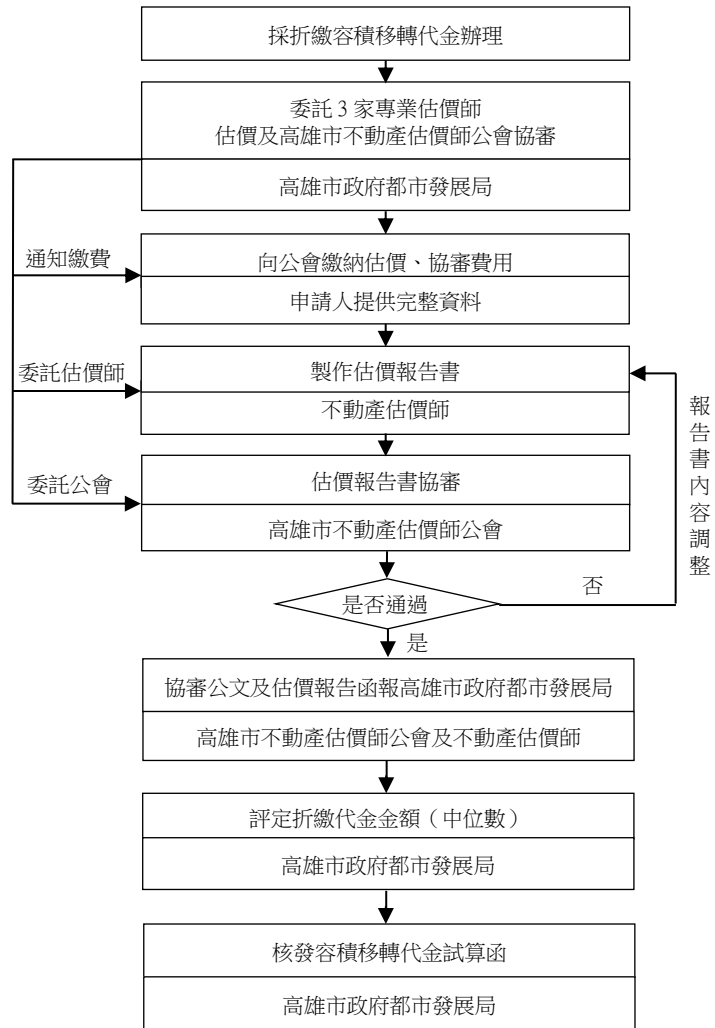 採折繳容積移轉代金辦理
委託 3 家專業估價師
估價及高雄市不動產估價師公會協審
高雄市政府都市發展局
通知繳費
向公會繳納估價、協審費用
申請人提供完整資料
委託估價師
製作估價報告書
不動產估價師
報告書內容調整
委託公會
估價報告書協審
高雄市不動產估價師公會
是否通過
否
是
協審公文及估價報告函報高雄市政府都市發展局
高雄市不動產估價師公會及不動產估價師
評定折繳代金金額（中位數）
高雄市政府都市發展局
核發容積移轉代金試算函
高雄市政府都市發展局